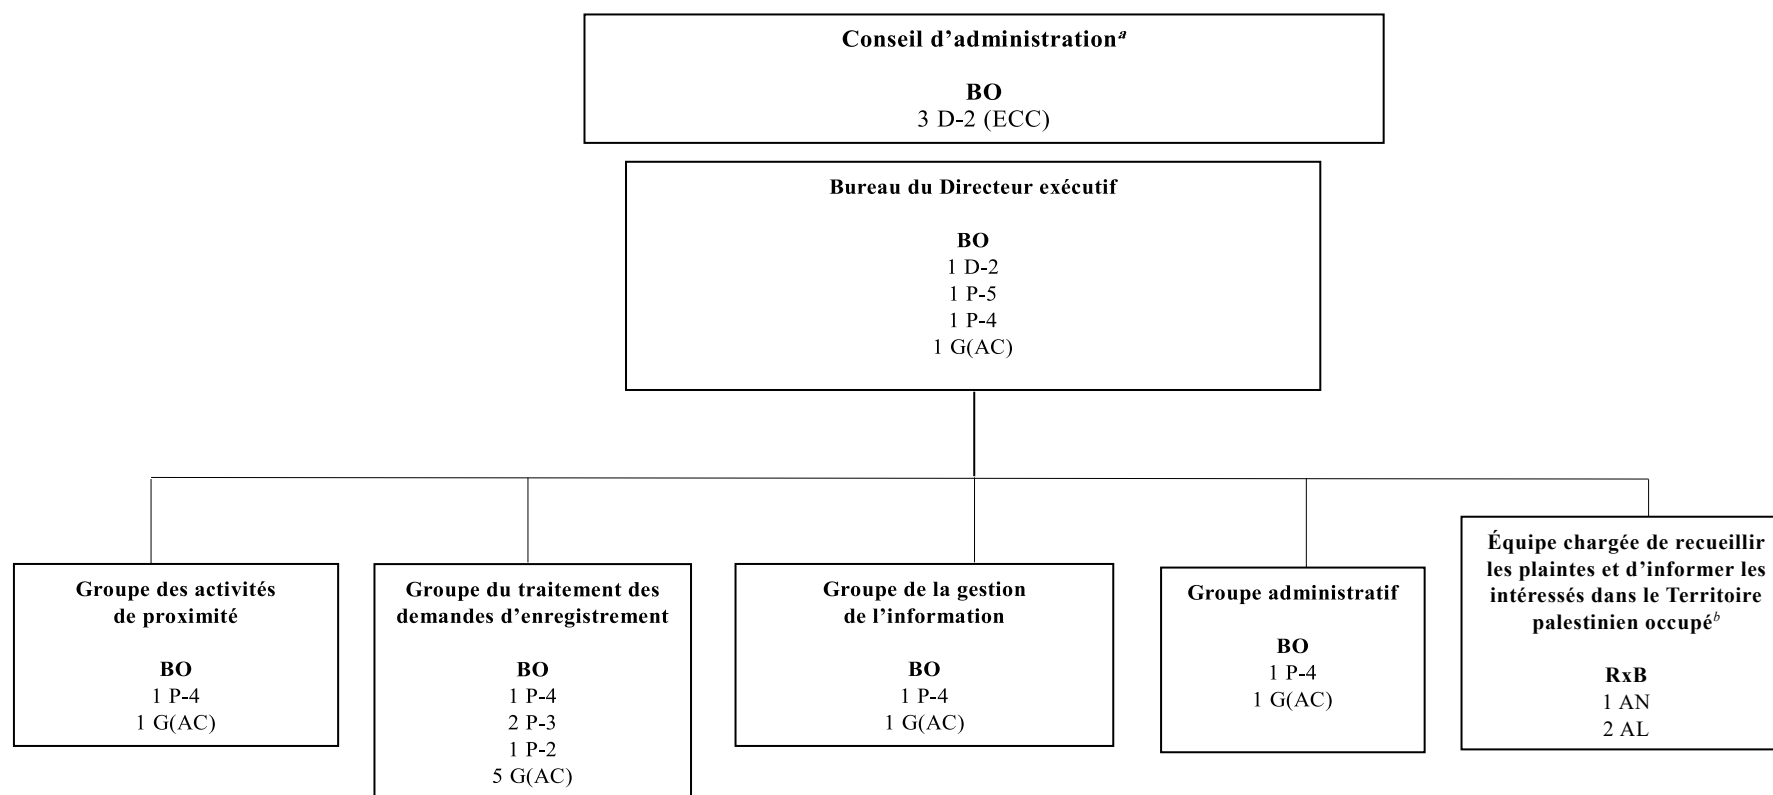 Conseil d’administrationᵃ
BO
3 D-2 (ECC)
Bureau du Directeur exécutif
BO
1 D-2
1 P-5
1 P-4
1 G(AC)
Groupe des activités
de proximité
BO
1 P-4
1 G(AC)
Groupe du traitement des
demandes d’enregistrement
BO
1 P-4
2 P-3
1 P-2
5 G(AC)
Groupe de la gestion
de l’information
BO
1 P-4
1 G(AC)
Groupe administratif
BO
1 P-4
1 G(AC)
Équipe chargée de recueillir
les plaintes et d’informer les
intéressés dans le Territoire
palestinien occupéᵇ
RxB
1 AN
2 AL